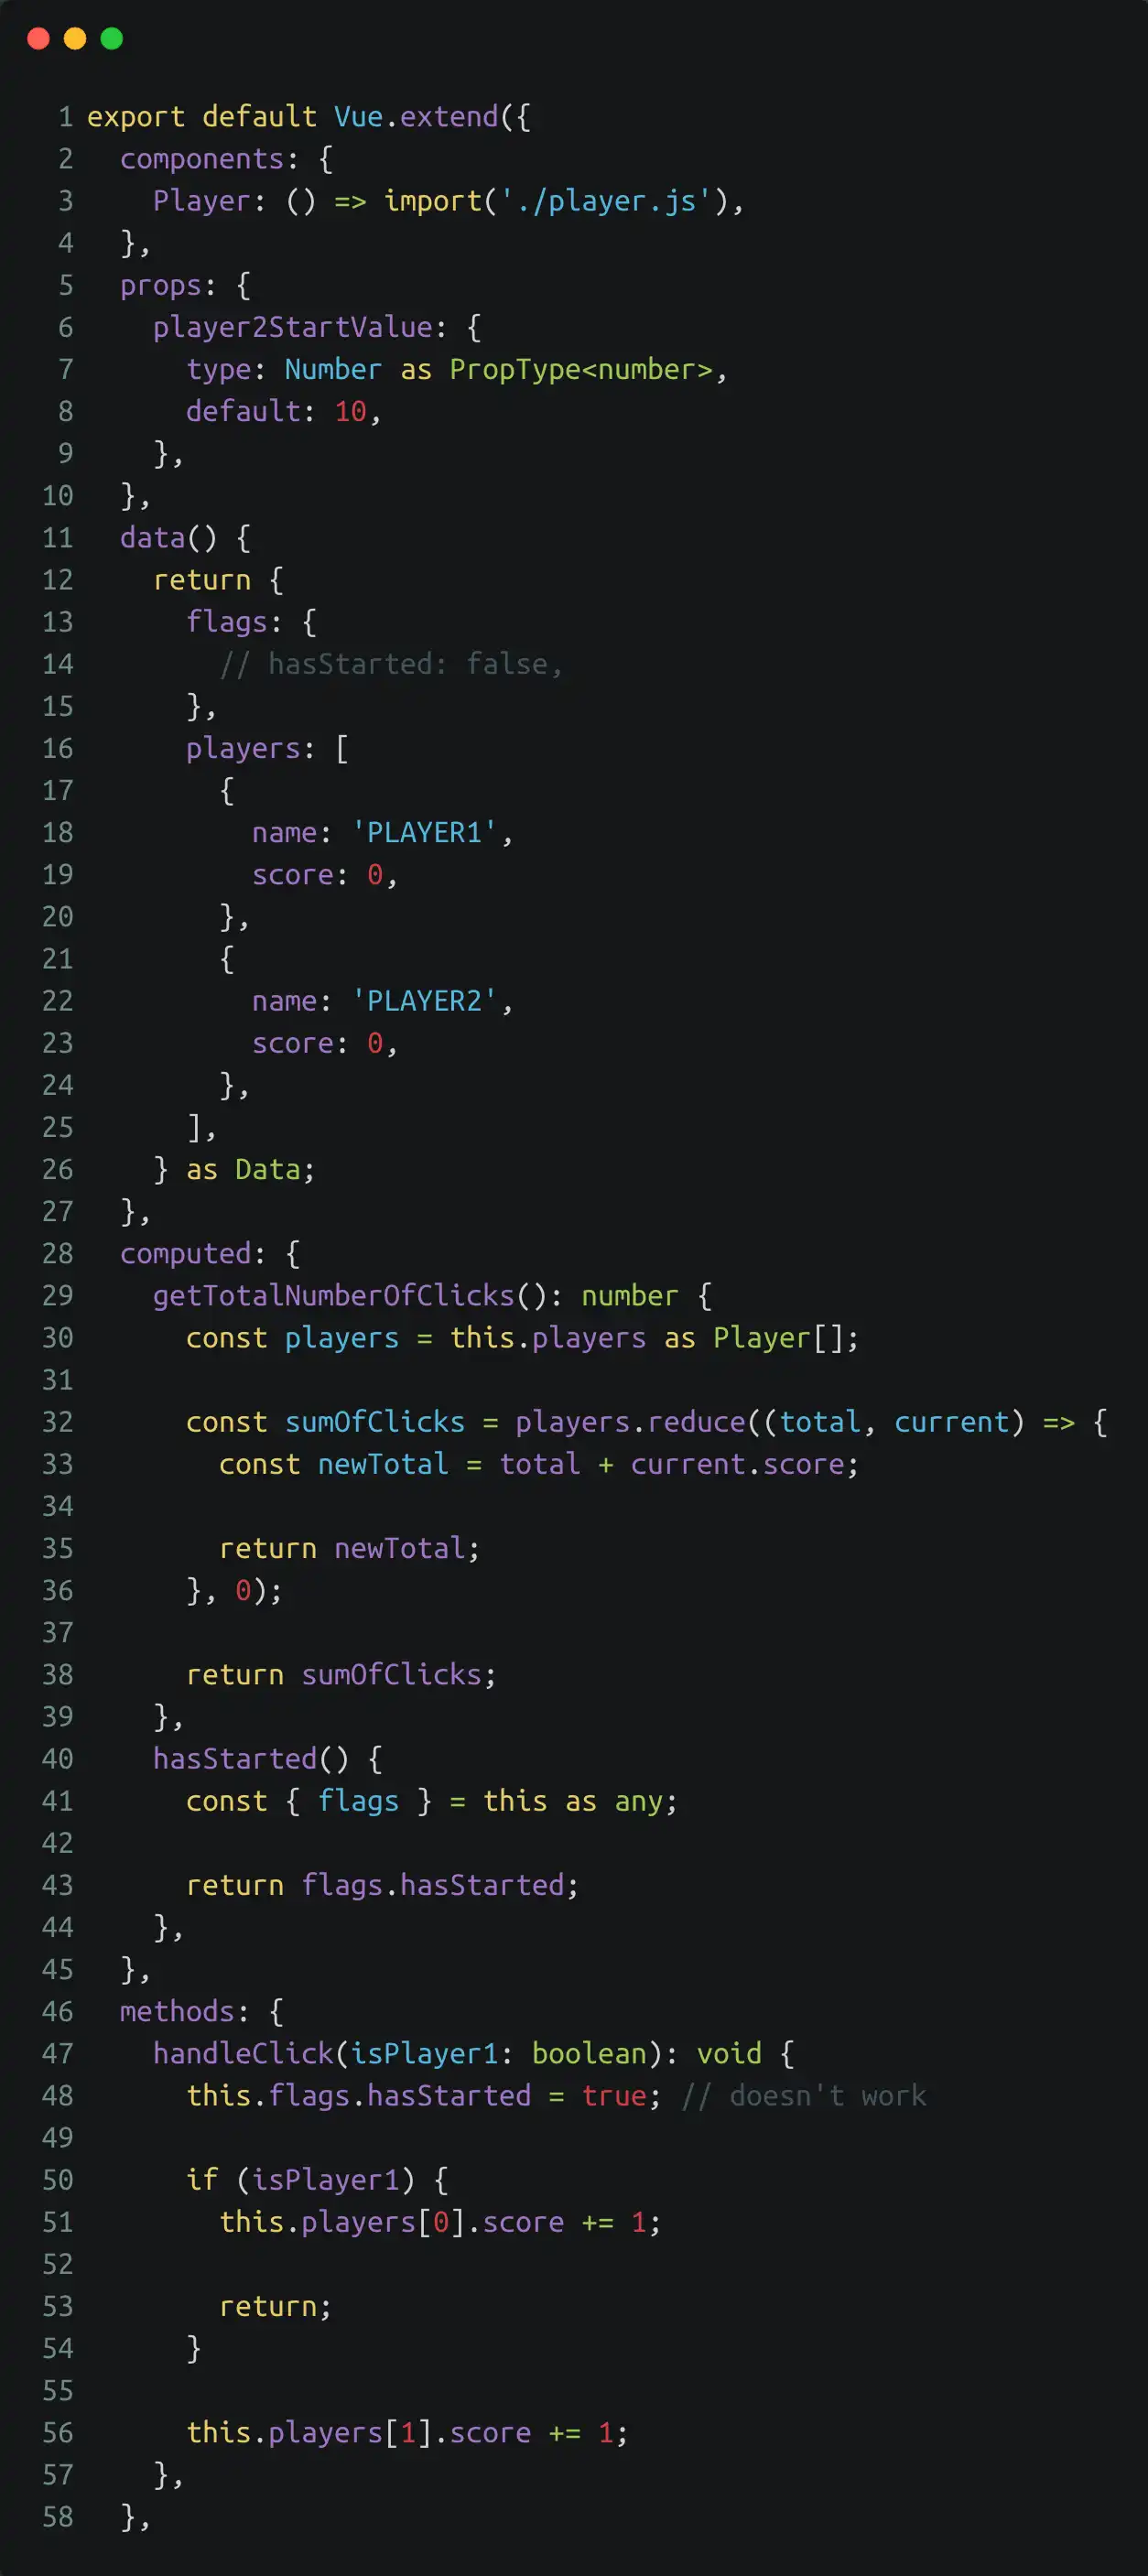 1 export default Vue.extend({
2   components: {
3     Player: () => import('./player.js'),
4   },
5   props: {
6     player2StartValue: {
7       type: Number as PropType<number>,
8       default: 10,
9     },
10   },
11   data() {
12     return {
13       flags: {
14         // hasStarted: false,
15       },
16       players: [
17         {
18           name: 'PLAYER1',
19           score: 0,
20         },
21         {
22           name: 'PLAYER2',
23           score: 0,
24         },
25       ],
26     } as Data;
27   },
28   computed: {
29     getTotalNumberOfClicks(): number {
30       const players = this.players as Player[];
31
32       const sumOfClicks = players.reduce((total, current) => {
33         const newTotal = total + current.score;
34
35         return newTotal;
36       }, 0);
37
38       return sumOfClicks;
39     },
40     hasStarted() {
41       const { flags } = this as any;
42
43       return flags.hasStarted;
44     },
45   },
46   methods: {
47     handleClick(isPlayer1: boolean): void {
48       this.flags.hasStarted = true; // doesn't work
49
50       if (isPlayer1) {
51         this.players[0].score += 1;
52
53         return;
54       }
55
56       this.players[1].score += 1;
57     },
58   },